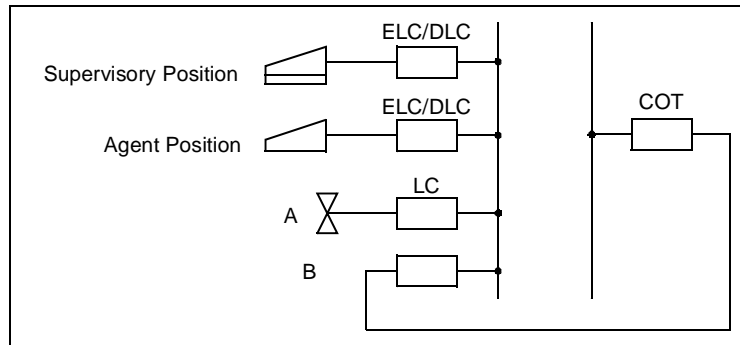 ELC/DLC
Supervisory Position
COT
ELC/DLC
Agent Position
LC
A
B